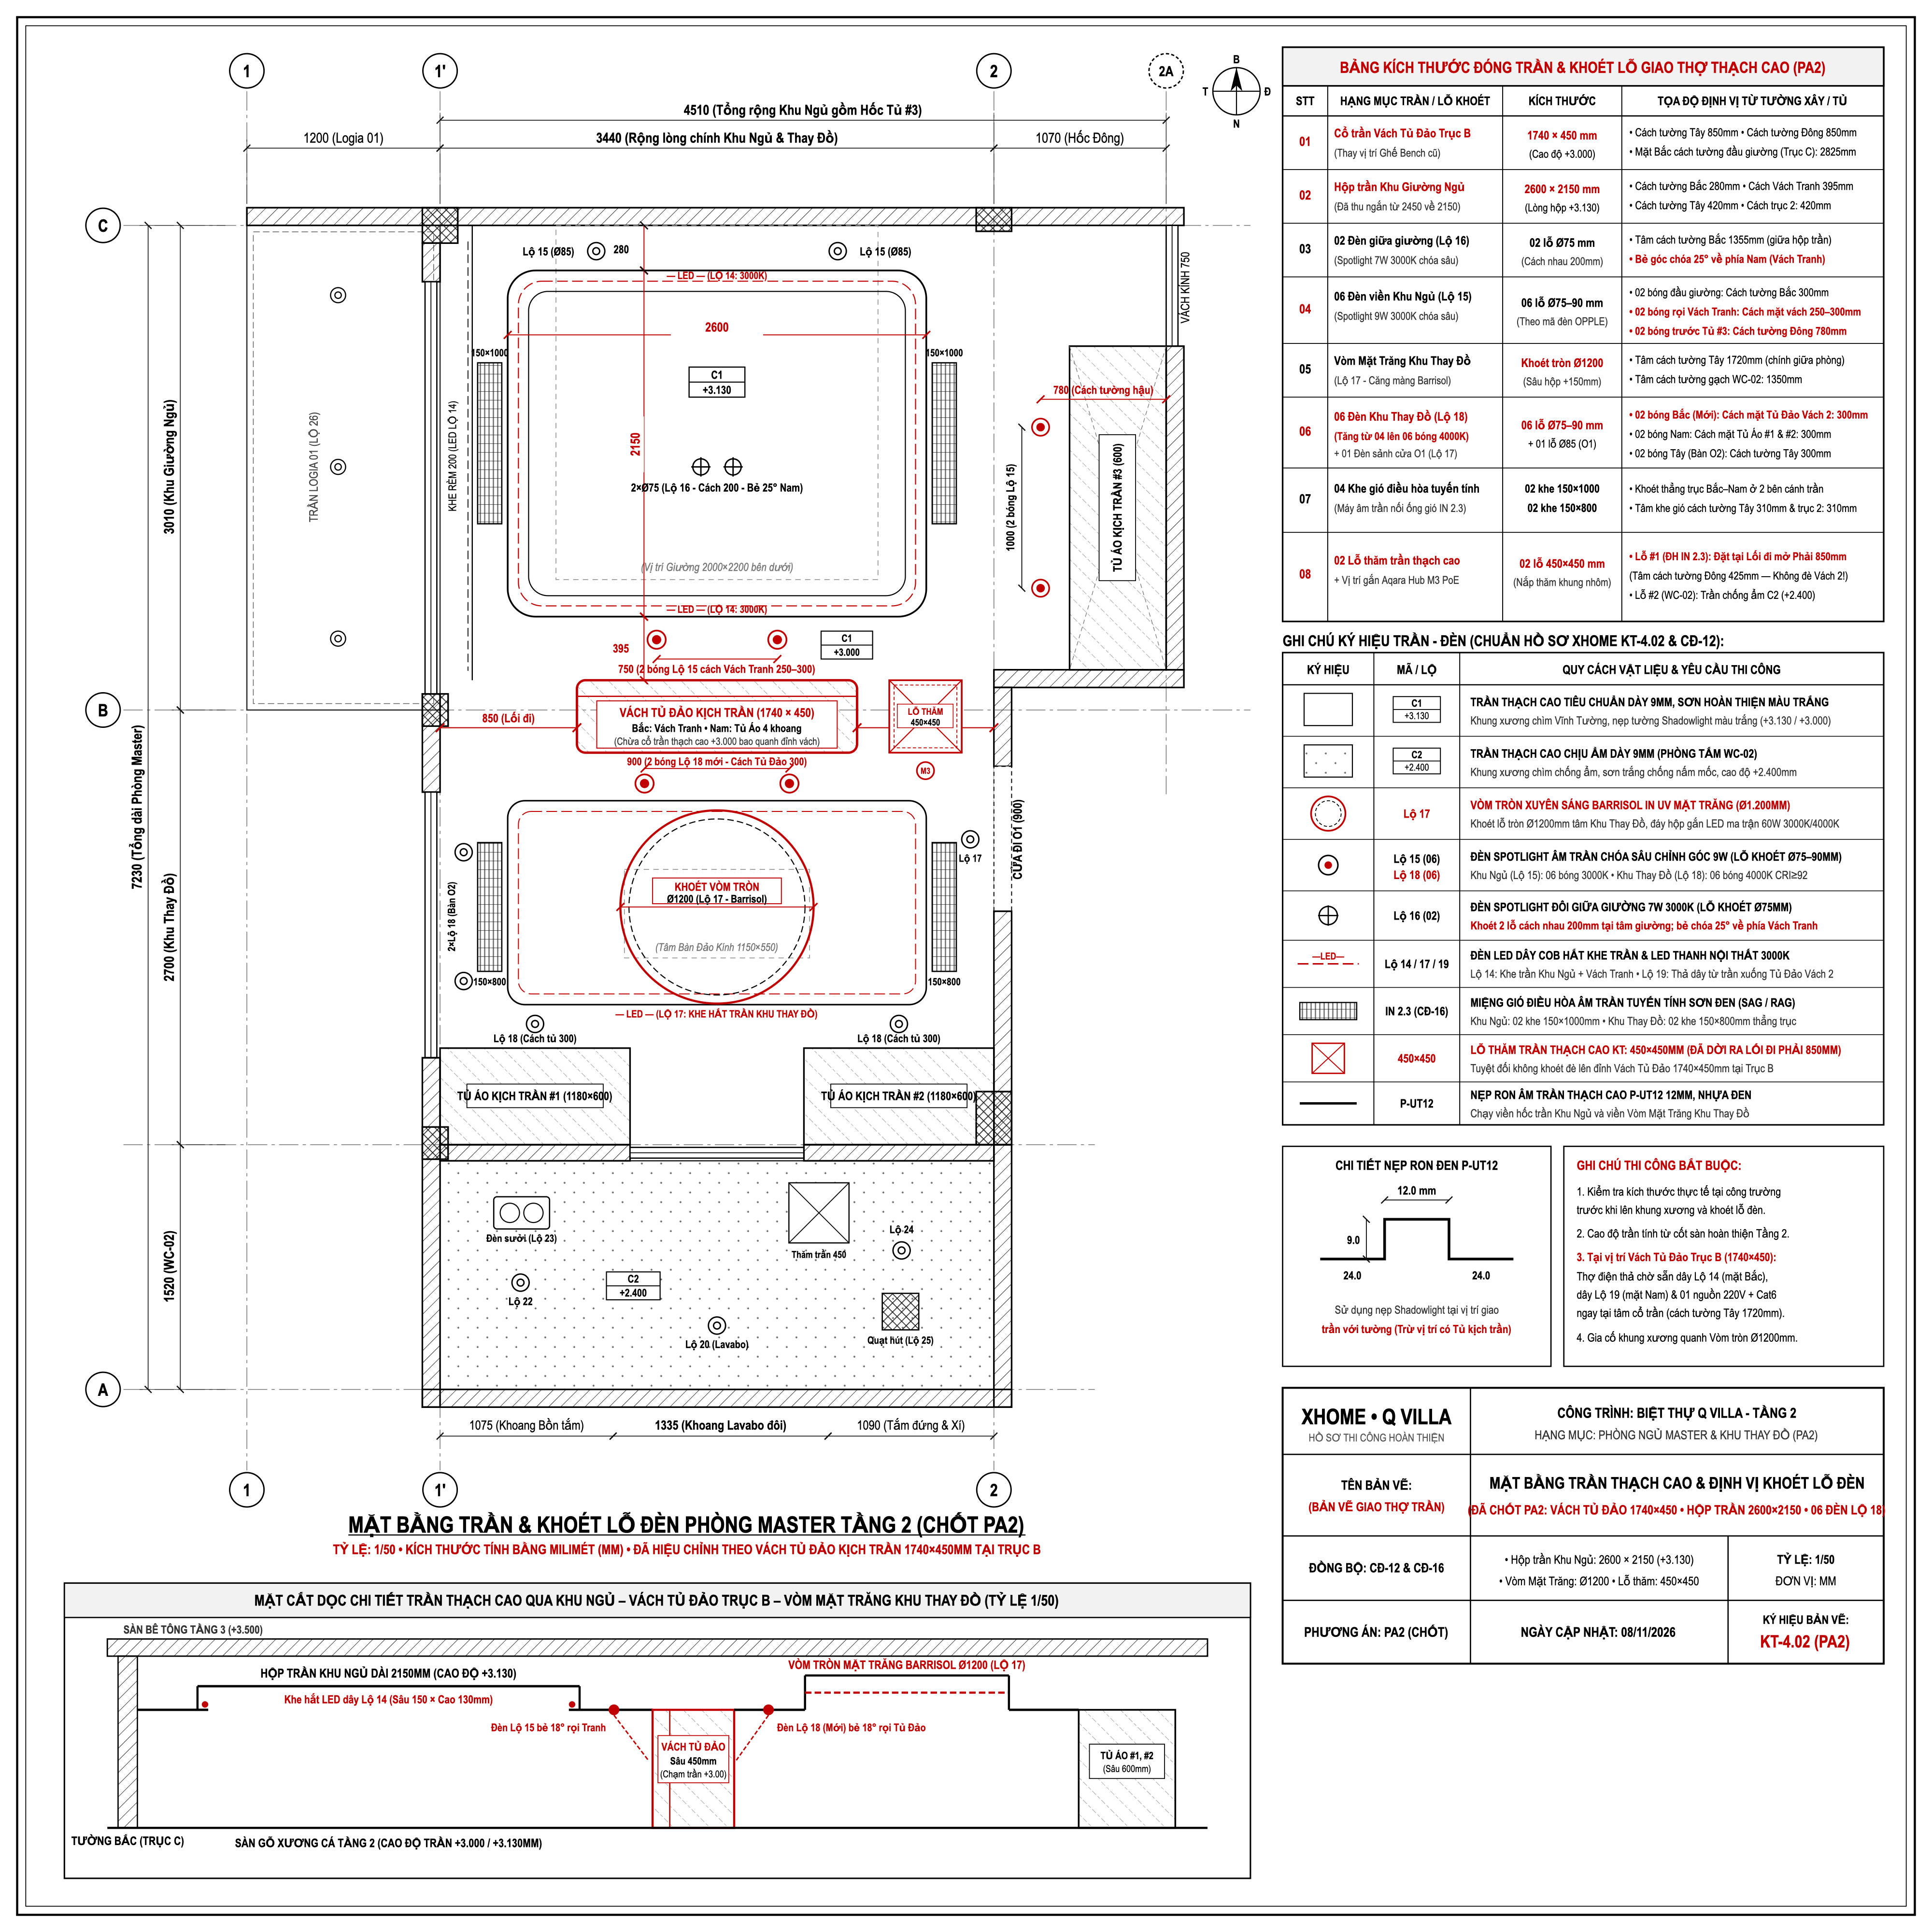 1
1'
2
2A
B
T
Đ
N
4510 (Tổng rộng Khu Ngủ gồm Hốc Tủ #3)
1200 (Logia 01)
3440 (Rộng lòng chính Khu Ngủ & Thay Đồ)
1070 (Hốc Đông)
C
B
A
7230 (Tổng dài Phòng Master)
3010 (Khu Giường Ngủ)
2700 (Khu Thay Đồ)
1520 (WC-02)
TRẦN LOGIA 01 (LỘ 26)
KHE RÈM 200 (LED LỘ 14)
Lộ 15 (Ø85)
280
Lộ 15 (Ø85)
VÁCH KÍNH 750
— LED — (LỘ 14: 3000K)
2600
150×1000
150×1000
C1
+3.130
2150
2ר75 (Lộ 16 - Cách 200 - Bẻ 25° Nam)
(Vị trí Giường 2000×2200 bên dưới)
— LED — (LỘ 14: 3000K)
780 (Cách tường hậu)
1000 (2 bóng Lộ 15)
TỦ ÁO KỊCH TRẦN #3 (600)
395
C1
+3.000
750 (2 bóng Lộ 15 cách Vách Tranh 250–300)
850 (Lối đi)
VÁCH TỦ ĐẢO KỊCH TRẦN (1740 × 450)
Bắc: Vách Tranh • Nam: Tủ Áo 4 khoang
(Chừa cổ trần thạch cao +3.000 bao quanh đỉnh vách)
LỖ THĂM
450×450
M3
900 (2 bóng Lộ 18 mới - Cách Tủ Đảo 300)
CỬA ĐI Ô1 (900)
Lộ 17
2×Lộ 18 (Bàn O2)
KHOÉT VÒM TRÒN
Ø1200 (Lộ 17 - Barrisol)
(Tâm Bàn Đảo Kính 1150×550)
150×800
150×800
— LED — (LỘ 17: KHE HẮT TRẦN KHU THAY ĐỒ)
Lộ 18 (Cách tủ 300)
Lộ 18 (Cách tủ 300)
TỦ ÁO KỊCH TRẦN #1 (1180×600)
TỦ ÁO KỊCH TRẦN #2 (1180×600)
Đèn sưởi (Lộ 23)
Thăm trần 450
Lộ 24
Lộ 22
C2
+2.400
Lộ 20 (Lavabo)
Quạt hút (Lộ 25)
1075 (Khoang Bồn tắm)
1335 (Khoang Lavabo đôi)
1090 (Tắm đứng & Xí)
1
1'
2
MẶT BẰNG TRẦN & KHOÉT LỖ ĐÈN PHÒNG MASTER TẦNG 2 (CHỐT PA2)
TỶ LỆ: 1/50 • KÍCH THƯỚC TÍNH BẰNG MILIMÉT (MM) • ĐÃ HIỆU CHỈNH THEO VÁCH TỦ ĐẢO KỊCH TRẦN 1740×450MM TẠI TRỤC B
MẶT CẮT DỌC CHI TIẾT TRẦN THẠCH CAO QUA KHU NGỦ – VÁCH TỦ ĐẢO TRỤC B – VÒM MẶT TRĂNG KHU THAY ĐỒ (TỶ LỆ 1/50)
SÀN BÊ TÔNG TẦNG 3 (+3.500)
HỘP TRẦN KHU NGỦ DÀI 2150MM (CAO ĐỘ +3.130)
Khe hắt LED dây Lộ 14 (Sâu 150 × Cao 130mm)
VÒM TRÒN MẶT TRĂNG BARRISOL Ø1200 (LỘ 17)
Đèn Lộ 15 bẻ 18° rọi Tranh
Đèn Lộ 18 (Mới) bẻ 18° rọi Tủ Đảo
VÁCH TỦ ĐẢO
Sâu 450mm
(Chạm trần +3.00)
TỦ ÁO #1, #2
(Sâu 600mm)
TƯỜNG BẮC (TRỤC C)
SÀN GỖ XƯƠNG CÁ TẦNG 2 (CAO ĐỘ TRẦN +3.000 / +3.130MM)
BẢNG KÍCH THƯỚC ĐÓNG TRẦN & KHOÉT LỖ GIAO THỢ THẠCH CAO (PA2)
STT
HẠNG MỤC TRẦN / LỖ KHOÉT
KÍCH THƯỚC
TỌA ĐỘ ĐỊNH VỊ TỪ TƯỜNG XÂY / TỦ
01
Cổ trần Vách Tủ Đảo Trục B
(Thay vị trí Ghế Bench cũ)
1740 × 450 mm
(Cao độ +3.000)
• Cách tường Tây 850mm • Cách tường Đông 850mm
• Mặt Bắc cách tường đầu giường (Trục C): 2825mm
02
Hộp trần Khu Giường Ngủ
(Đã thu ngắn từ 2450 về 2150)
2600 × 2150 mm
(Lòng hộp +3.130)
• Cách tường Bắc 280mm • Cách Vách Tranh 395mm
• Cách tường Tây 420mm • Cách trục 2: 420mm
03
02 Đèn giữa giường (Lộ 16)
(Spotlight 7W 3000K chóa sâu)
02 lỗ Ø75 mm
(Cách nhau 200mm)
• Tâm cách tường Bắc 1355mm (giữa hộp trần)
• Bẻ góc chóa 25° về phía Nam (Vách Tranh)
04
06 Đèn viền Khu Ngủ (Lộ 15)
(Spotlight 9W 3000K chóa sâu)
06 lỗ Ø75–90 mm
(Theo mã đèn OPPLE)
• 02 bóng đầu giường: Cách tường Bắc 300mm
• 02 bóng rọi Vách Tranh: Cách mặt vách 250–300mm
• 02 bóng trước Tủ #3: Cách tường Đông 780mm
05
Vòm Mặt Trăng Khu Thay Đồ
(Lộ 17 - Căng màng Barrisol)
Khoét tròn Ø1200
(Sâu hộp +150mm)
• Tâm cách tường Tây 1720mm (chính giữa phòng)
• Tâm cách tường gạch WC-02: 1350mm
06
06 Đèn Khu Thay Đồ (Lộ 18)
(Tăng từ 04 lên 06 bóng 4000K)
+ 01 Đèn sảnh cửa O1 (Lộ 17)
06 lỗ Ø75–90 mm
+ 01 lỗ Ø85 (O1)
• 02 bóng Bắc (Mới): Cách mặt Tủ Đảo Vách 2: 300mm
• 02 bóng Nam: Cách mặt Tủ Áo #1 & #2: 300mm
• 02 bóng Tây (Bàn O2): Cách tường Tây 300mm
07
04 Khe gió điều hòa tuyến tính
(Máy âm trần nối ống gió IN 2.3)
02 khe 150×1000
02 khe 150×800
• Khoét thẳng trục Bắc–Nam ở 2 bên cánh trần
• Tâm khe gió cách tường Tây 310mm & trục 2: 310mm
08
02 Lỗ thăm trần thạch cao
+ Vị trí gắn Aqara Hub M3 PoE
02 lỗ 450×450 mm
(Nắp thăm khung nhôm)
• Lỗ #1 (ĐH IN 2.3): Đặt tại Lối đi mở Phải 850mm
(Tâm cách tường Đông 425mm — Không đè Vách 2!)
• Lỗ #2 (WC-02): Trần chống ẩm C2 (+2.400)
GHI CHÚ KÝ HIỆU TRẦN - ĐÈN (CHUẨN HỒ SƠ XHOME KT-4.02 & CĐ-12):
KÝ HIỆU
MÃ / LỘ
QUY CÁCH VẬT LIỆU & YÊU CẦU THI CÔNG
C1
+3.130
TRẦN THẠCH CAO TIÊU CHUẨN DÀY 9MM, SƠN HOÀN THIỆN MÀU TRẮNG
Khung xương chìm Vĩnh Tường, nẹp tường Shadowlight màu trắng (+3.130 / +3.000)
C2
+2.400
TRẦN THẠCH CAO CHỊU ẨM DÀY 9MM (PHÒNG TẮM WC-02)
Khung xương chìm chống ẩm, sơn trắng chống nấm mốc, cao độ +2.400mm
Lộ 17
VÒM TRÒN XUYÊN SÁNG BARRISOL IN UV MẶT TRĂNG (Ø1.200MM)
Khoét lỗ tròn Ø1200mm tâm Khu Thay Đồ, đáy hộp gắn LED ma trận 60W 3000K/4000K
Lộ 15 (06)
Lộ 18 (06)
ĐÈN SPOTLIGHT ÂM TRẦN CHÓA SÂU CHỈNH GÓC 9W (LỖ KHOÉT Ø75–90MM)
Khu Ngủ (Lộ 15): 06 bóng 3000K • Khu Thay Đồ (Lộ 18): 06 bóng 4000K CRI≥92
Lộ 16 (02)
ĐÈN SPOTLIGHT ĐÔI GIỮA GIƯỜNG 7W 3000K (LỖ KHOÉT Ø75MM)
Khoét 2 lỗ cách nhau 200mm tại tâm giường; bẻ chóa 25° về phía Vách Tranh
—LED—
Lộ 14 / 17 / 19
ĐÈN LED DÂY COB HẮT KHE TRẦN & LED THANH NỘI THẤT 3000K
Lộ 14: Khe trần Khu Ngủ + Vách Tranh • Lộ 19: Thả dây từ trần xuống Tủ Đảo Vách 2
IN 2.3 (CĐ-16)
MIỆNG GIÓ ĐIỀU HÒA ÂM TRẦN TUYẾN TÍNH SƠN ĐEN (SAG / RAG)
Khu Ngủ: 02 khe 150×1000mm • Khu Thay Đồ: 02 khe 150×800mm thẳng trục
450×450
LỖ THĂM TRẦN THẠCH CAO KT: 450×450MM (ĐÃ DỜI RA LỐI ĐI PHẢI 850MM)
Tuyệt đối không khoét đè lên đỉnh Vách Tủ Đảo 1740×450mm tại Trục B
P-UT12
NẸP RON ÂM TRẦN THẠCH CAO P-UT12 12MM, NHỰA ĐEN
Chạy viền hốc trần Khu Ngủ và viền Vòm Mặt Trăng Khu Thay Đồ
CHI TIẾT NẸP RON ĐEN P-UT12
12.0 mm
9.0
24.0
24.0
Sử dụng nẹp Shadowlight tại vị trí giao
trần với tường (Trừ vị trí có Tủ kịch trần)
GHI CHÚ THI CÔNG BẮT BUỘC:
1. Kiểm tra kích thước thực tế tại công trường
trước khi lên khung xương và khoét lỗ đèn.
2. Cao độ trần tính từ cốt sàn hoàn thiện Tầng 2.
3. Tại vị trí Vách Tủ Đảo Trục B (1740×450):
Thợ điện thả chờ sẵn dây Lộ 14 (mặt Bắc),
dây Lộ 19 (mặt Nam) & 01 nguồn 220V + Cat6
ngay tại tâm cổ trần (cách tường Tây 1720mm).
4. Gia cố khung xương quanh Vòm tròn Ø1200mm.
XHOME • Q VILLA
HỒ SƠ THI CÔNG HOÀN THIỆN
CÔNG TRÌNH: BIỆT THỰ Q VILLA - TẦNG 2
HẠNG MỤC: PHÒNG NGỦ MASTER & KHU THAY ĐỒ (PA2)
TÊN BẢN VẼ:
(BẢN VẼ GIAO THỢ TRẦN)
MẶT BẰNG TRẦN THẠCH CAO & ĐỊNH VỊ KHOÉT LỖ ĐÈN
(ĐÃ CHỐT PA2: VÁCH TỦ ĐẢO 1740×450 • HỘP TRẦN 2600×2150 • 06 ĐÈN LỘ 18)
ĐỒNG BỘ: CĐ-12 & CĐ-16
• Hộp trần Khu Ngủ: 2600 × 2150 (+3.130)
• Vòm Mặt Trăng: Ø1200 • Lỗ thăm: 450×450
TỶ LỆ: 1/50
ĐƠN VỊ: MM
PHƯƠNG ÁN: PA2 (CHỐT)
NGÀY CẬP NHẬT: 08/11/2026
KÝ HIỆU BẢN VẼ:
KT-4.02 (PA2)